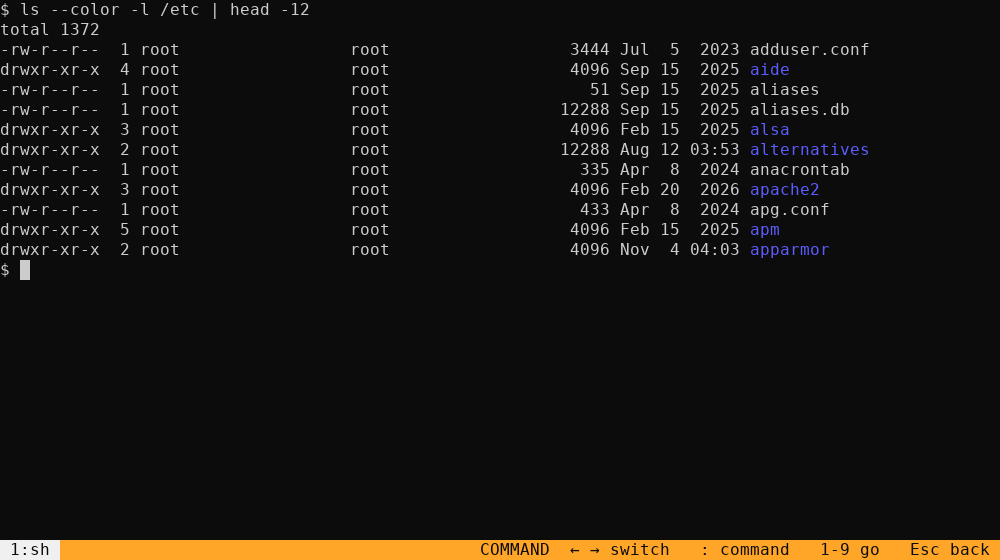 $ ls --color -l /etc | head -12
total 1372
-rw-r--r--  1 root                 root                  3444 Jul  5  2023 adduser.conf
drwxr-xr-x  4 root                 root                  4096 Sep 15  2025 aide
-rw-r--r--  1 root                 root                    51 Sep 15  2025 aliases
-rw-r--r--  1 root                 root                 12288 Sep 15  2025 aliases.db
drwxr-xr-x  3 root                 root                  4096 Feb 15  2025 alsa
drwxr-xr-x  2 root                 root                 12288 Aug 12 03:53 alternatives
-rw-r--r--  1 root                 root                   335 Apr  8  2024 anacrontab
drwxr-xr-x  3 root                 root                  4096 Feb 20  2026 apache2
-rw-r--r--  1 root                 root                   433 Apr  8  2024 apg.conf
drwxr-xr-x  5 root                 root                  4096 Feb 15  2025 apm
drwxr-xr-x  2 root                 root                  4096 Nov  4 04:03 apparmor
$
1:sh                                           COMMAND  ← → switch   : command   1-9 go   Esc back